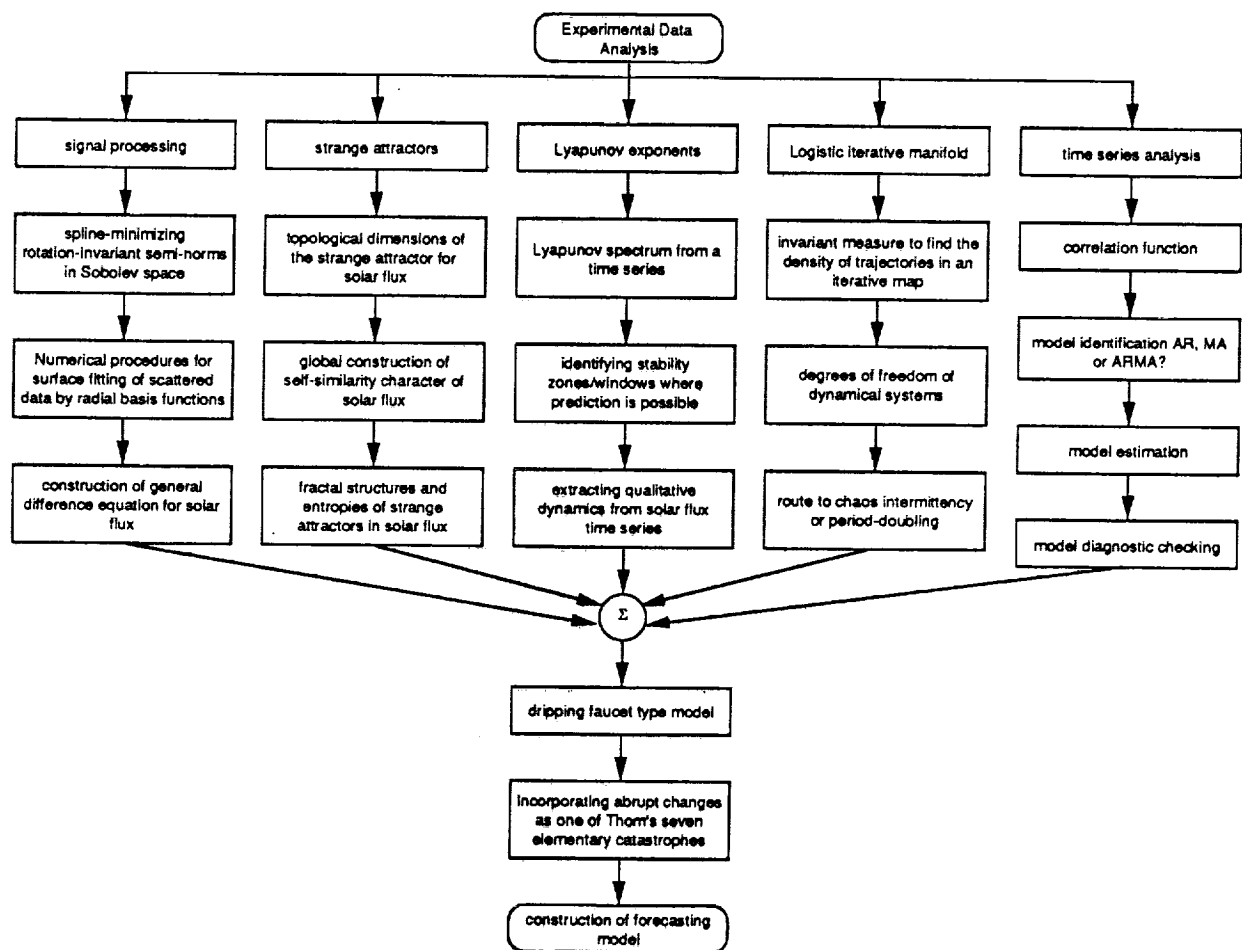 Experimental Data
Analysis
signal processing
spline-minimizing
rotation-invariant semi-norms
in Sobolev space
Numerical procedures for
surface fitting of scattered
data by radial basis functions
construction of general
difference equation for solar
flux
strange attractors
topological dimensions of
the strange attractor for
solar flux
global construction of
self-similarity character of
solar flux
fractal structures and
entropies of strange
attractors in solar flux
Lyapunov exponents
Lyapunov spectrum from a
time series
identifying stability
zones/windows where
prediction is possible
extracting qualitative
dynamics from solar flux
time series
Logistic iterative manifold
invariant measure to find the
density of trajectories in an
iterative map
degrees of freedom of
dynamical systems
route to chaos intermittency
or period-doubling
time series analysis
correlation function
model identification AR, MA
or ARMA?
model estimation
model diagnostic checking
Σ
dripping faucet type model
Incorporating abrupt changes
as one of Thom's seven
elementary catastrophes
construction of forecasting
model